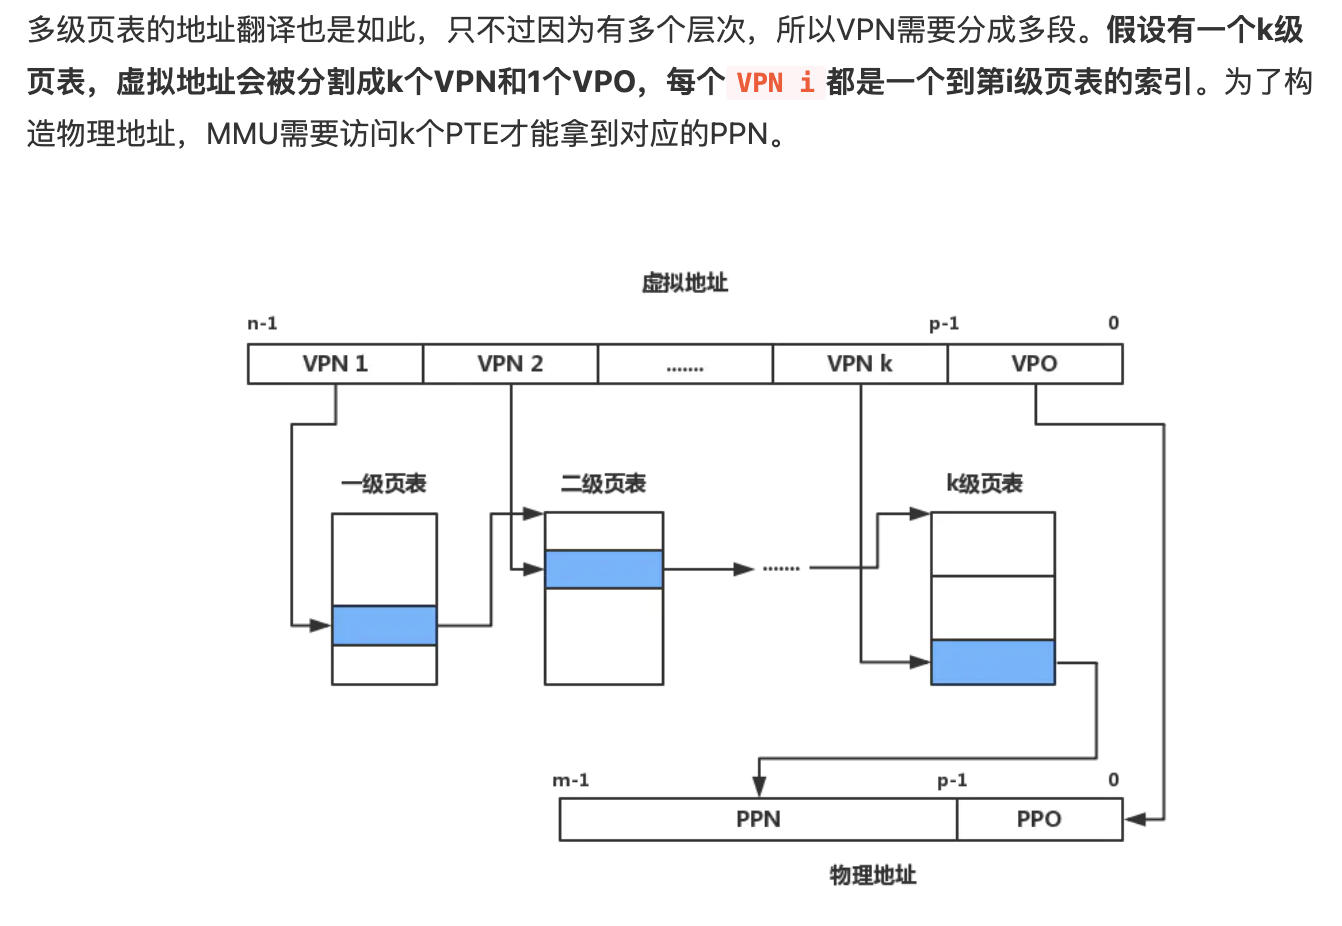 多级页表的地址翻译也是如此，只不过因为有多个层次，所以VPN需要分成多段。假设有一个k级
页表，虚拟地址会被分割成k个VPN和1个VPO，每个 VPN i 都是一个到第i级页表的索引。为了构
造物理地址，MMU需要访问k个PTE才能拿到对应的PPN。
虚拟地址
n-1 p-1 0
VPN 1 VPN 2 ....... VPN k VPO
一级页表 二级页表 k级页表
.......
m-1 p-1 0
PPN PPO
物理地址